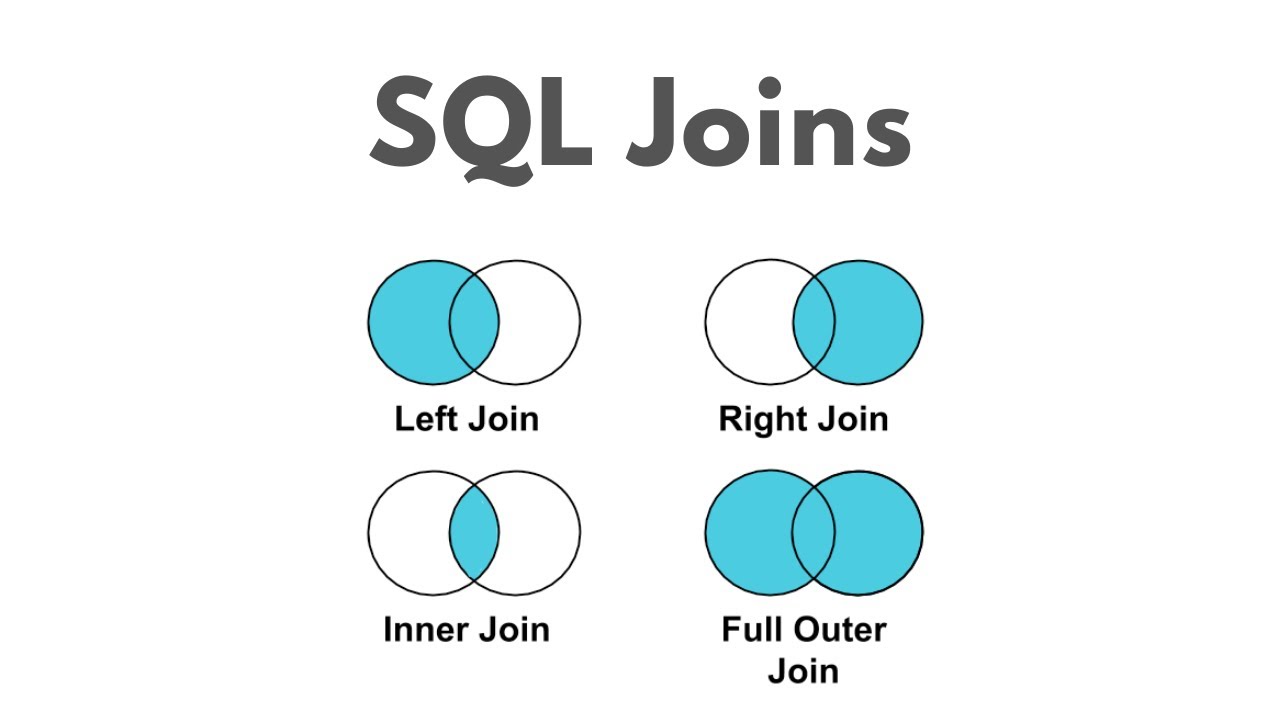 SQL Joins
Left Join
Right Join
Inner Join
Full Outer
Join